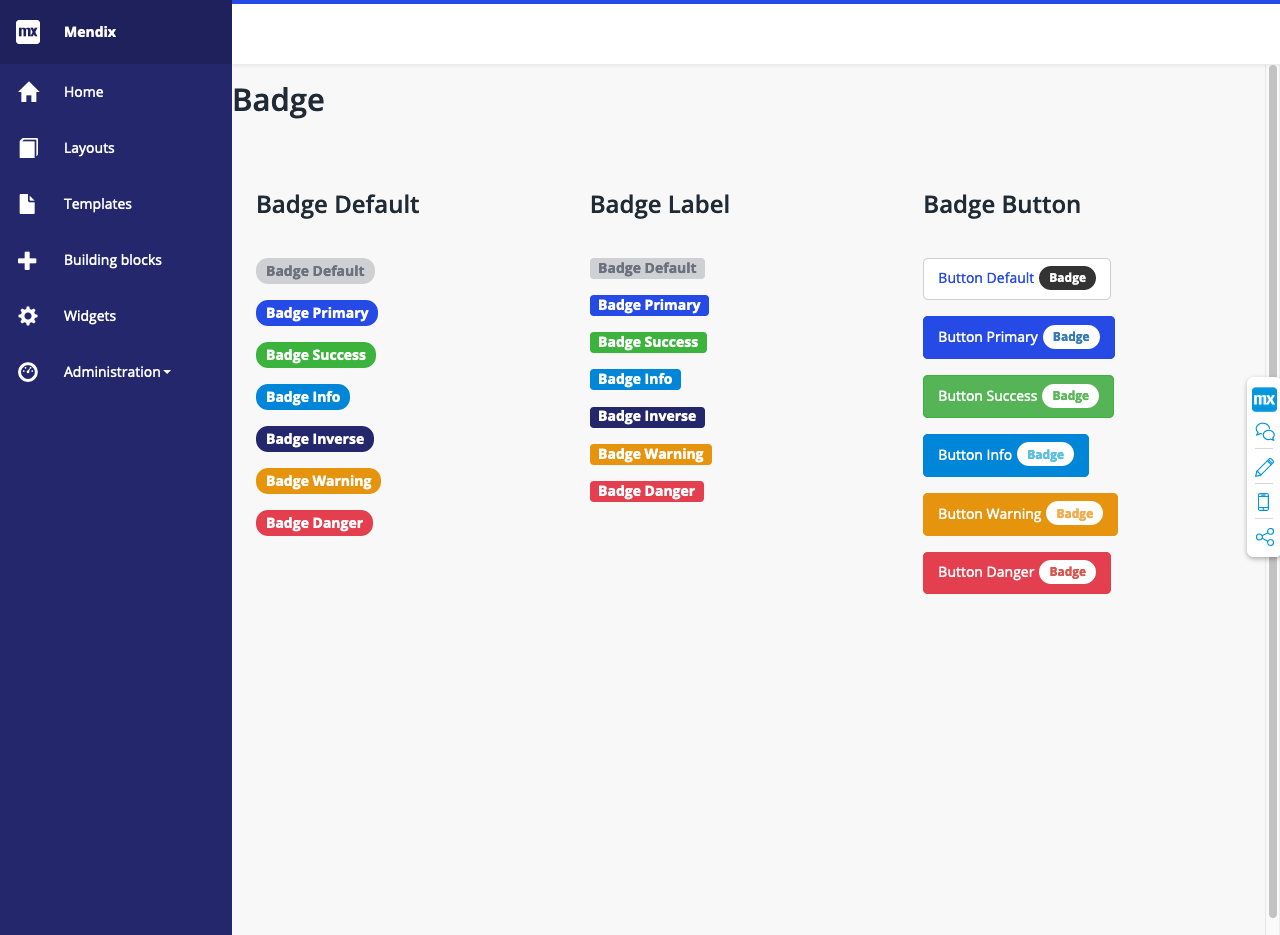 mx Mendix
Home
Layouts
Templates
Building blocks
Widgets
Administration
Badge
Badge Default
Badge Default
Badge Primary
Badge Success
Badge Info
Badge Inverse
Badge Warning
Badge Danger
Badge Label
Badge Default
Badge Primary
Badge Success
Badge Info
Badge Inverse
Badge Warning
Badge Danger
Badge Button
Button Default Badge
Button Primary Badge
Button Success Badge
Button Info Badge
Button Warning Badge
Button Danger Badge
mx